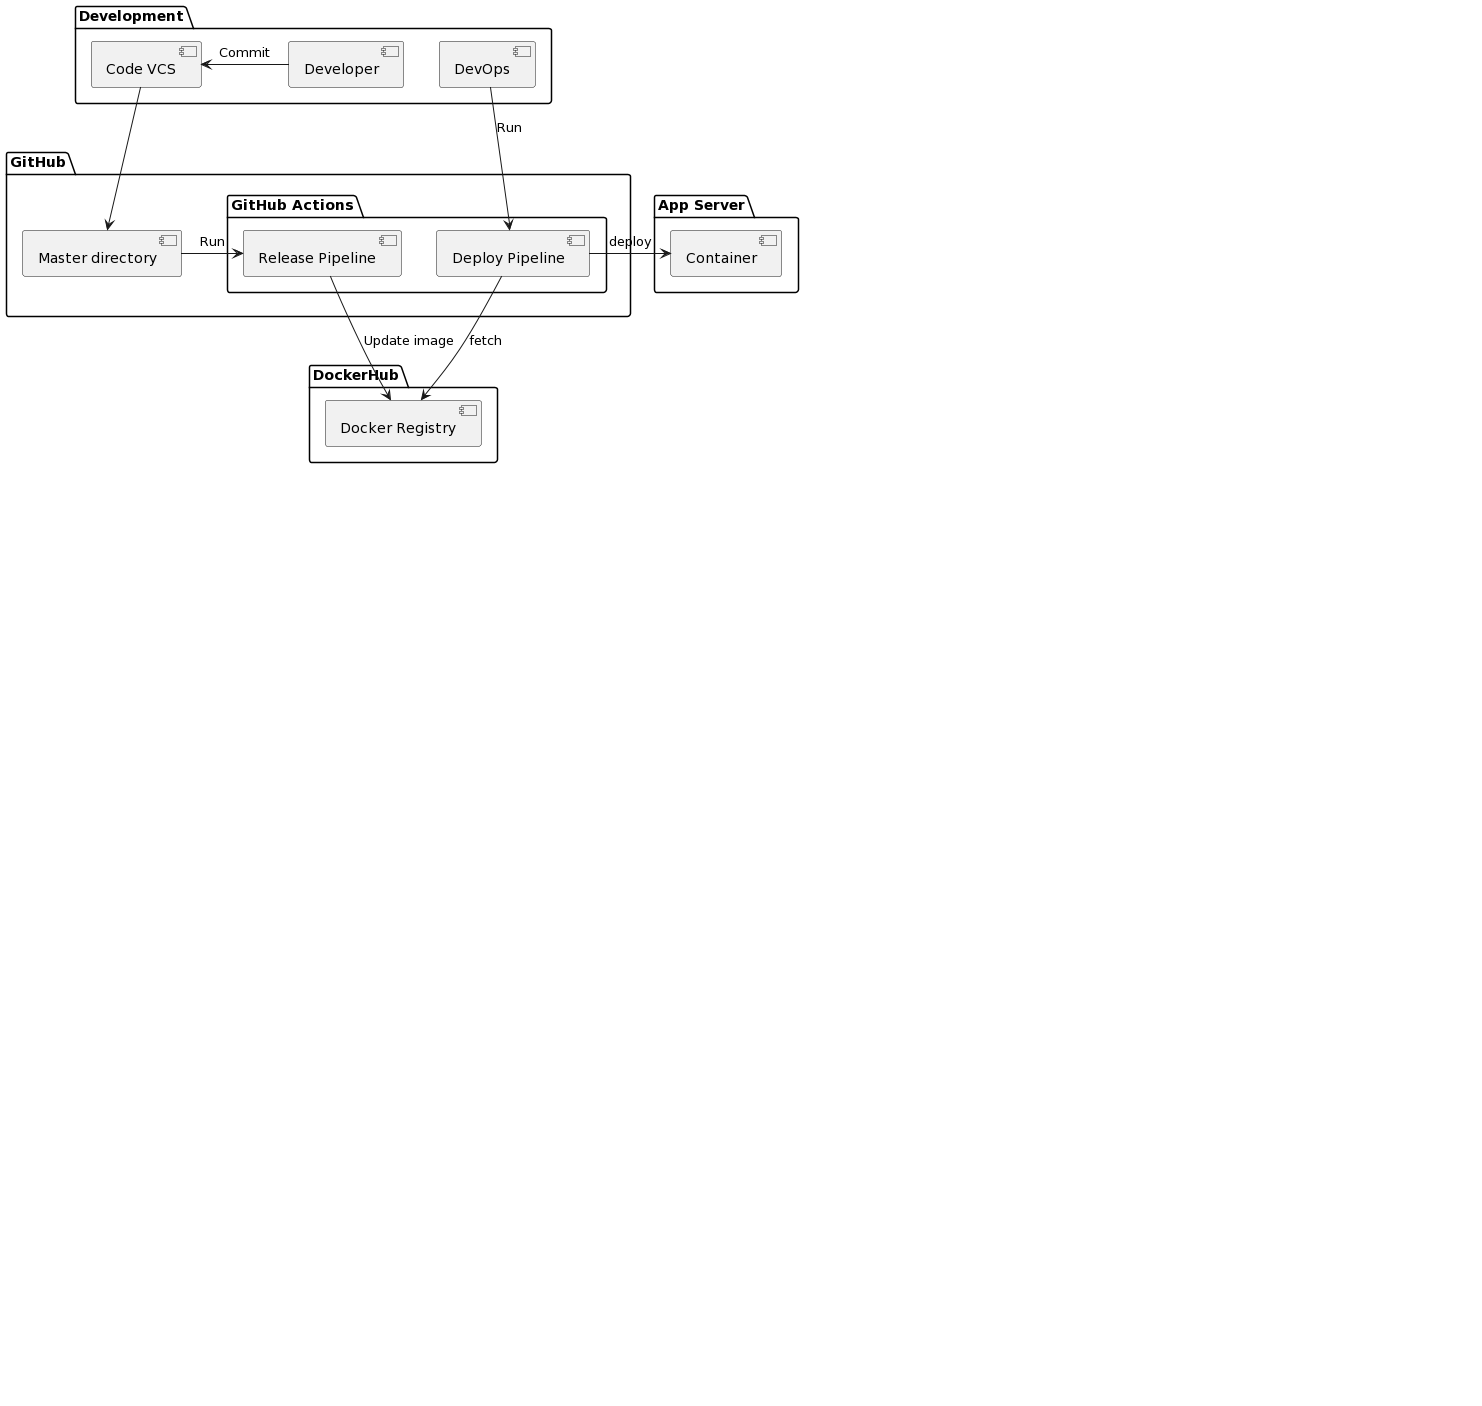 Development
Code VCS
Commit
Developer
DevOps
Run
GitHub
GitHub Actions
App Server
Master directory
Run
Release Pipeline
Deploy Pipeline
deploy
Container
Update image
fetch
DockerHub
Docker Registry